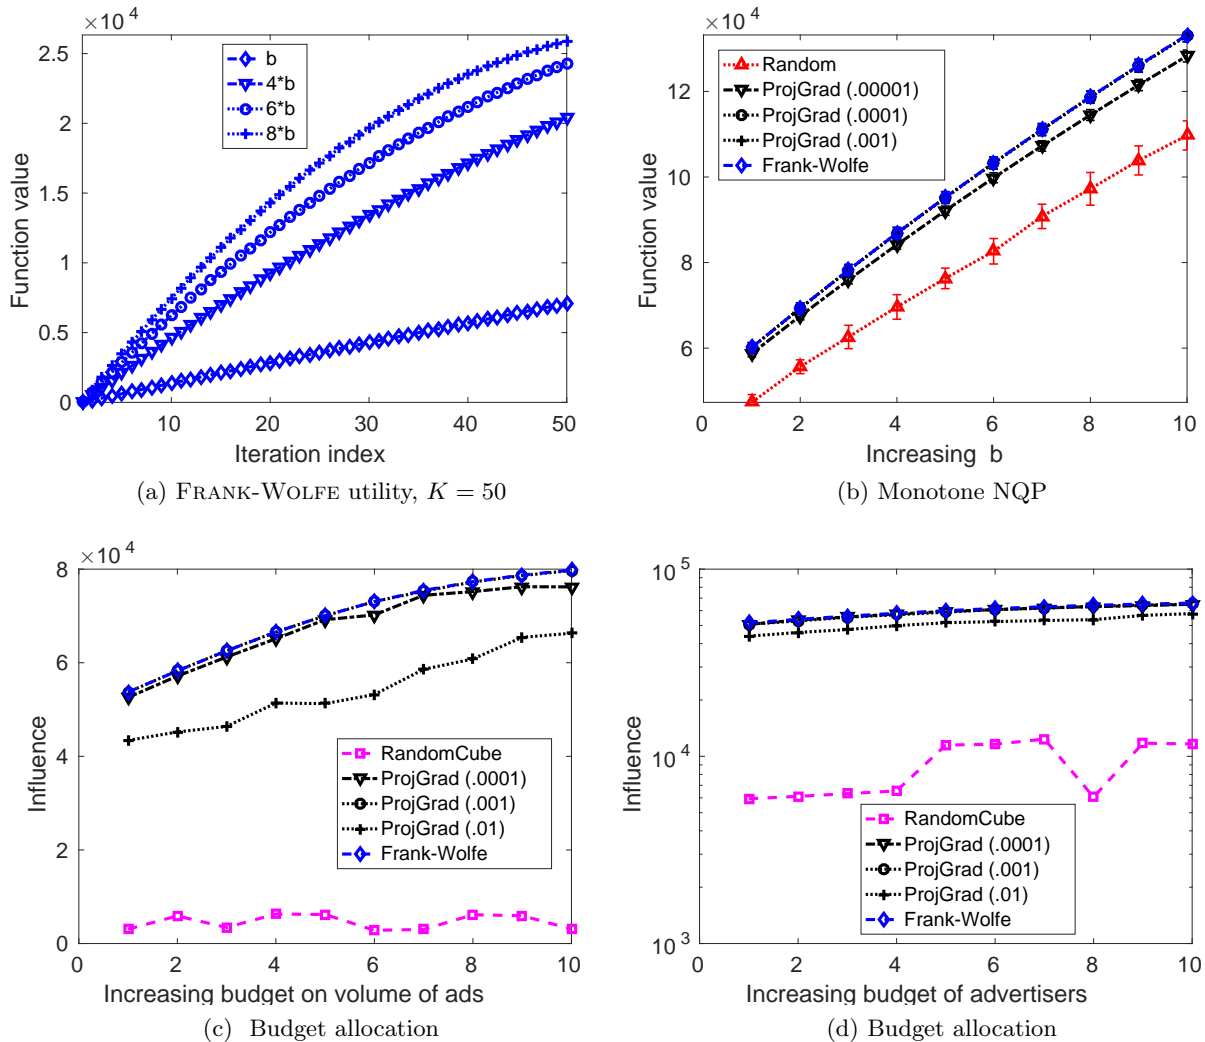 ×10^4
2.5
2
1.5
1
0.5
0
10
20
30
40
50
Function value
Iteration index
b
4*b
6*b
8*b
(a) FRANK-WOLFE utility, K = 50
×10^4
12
10
8
6
0
2
4
6
8
10
Function value
Increasing b
Random
ProjGrad (.00001)
ProjGrad (.0001)
ProjGrad (.001)
Frank-Wolfe
(b) Monotone NQP
×10^4
8
6
4
2
0
0
2
4
6
8
10
Influence
Increasing budget on volume of ads
RandomCube
ProjGrad (.0001)
ProjGrad (.001)
ProjGrad (.01)
Frank-Wolfe
(c) Budget allocation
10^5
10^4
10^3
0
2
4
6
8
10
Influence
Increasing budget of advertisers
RandomCube
ProjGrad (.0001)
ProjGrad (.001)
ProjGrad (.01)
Frank-Wolfe
(d) Budget allocation